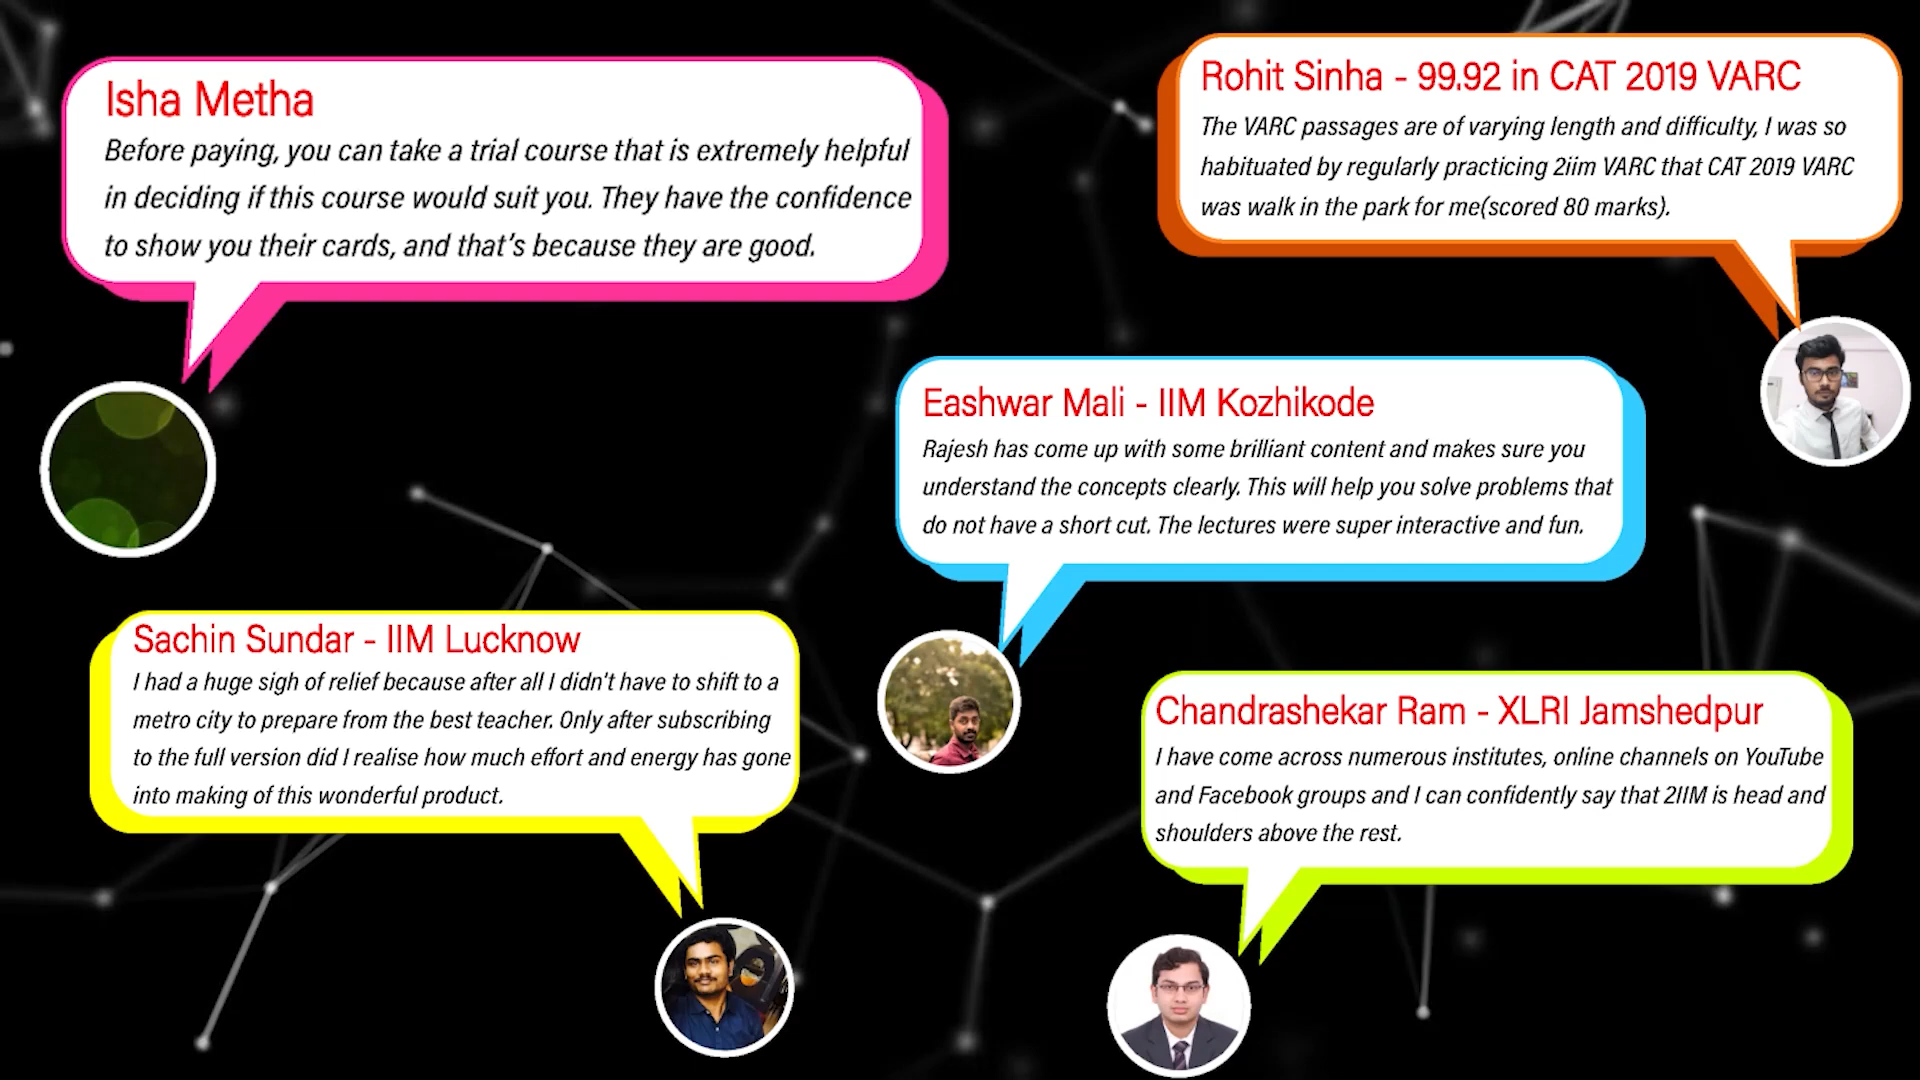 Isha Metha
Before paying, you can take a trial course that is extremely helpful
in deciding if this course would suit you. They have the confidence
to show you their cards, and that's because they are good.
Rohit Sinha - 99.92 in CAT 2019 VARC
The VARC passages are of varying length and difficulty, I was so
habituated by regularly practicing 2iim VARC that CAT 2019 VARC
was walk in the park for me(scored 80 marks).
Eashwar Mali - IIM Kozhikode
Rajesh has come up with some brilliant content and makes sure you
understand the concepts clearly. This will help you solve problems that
do not have a short cut. The lectures were super interactive and fun.
Sachin Sundar - IIM Lucknow
I had a huge sigh of relief because after all I didn't have to shift to a
metro city to prepare from the best teacher. Only after subscribing
to the full version did I realise how much effort and energy has gone
into making of this wonderful product.
Chandrashekar Ram - XLRI Jamshedpur
I have come across numerous institutes, online channels on YouTube
and Facebook groups and I can confidently say that 2IIM is head and
shoulders above the rest.